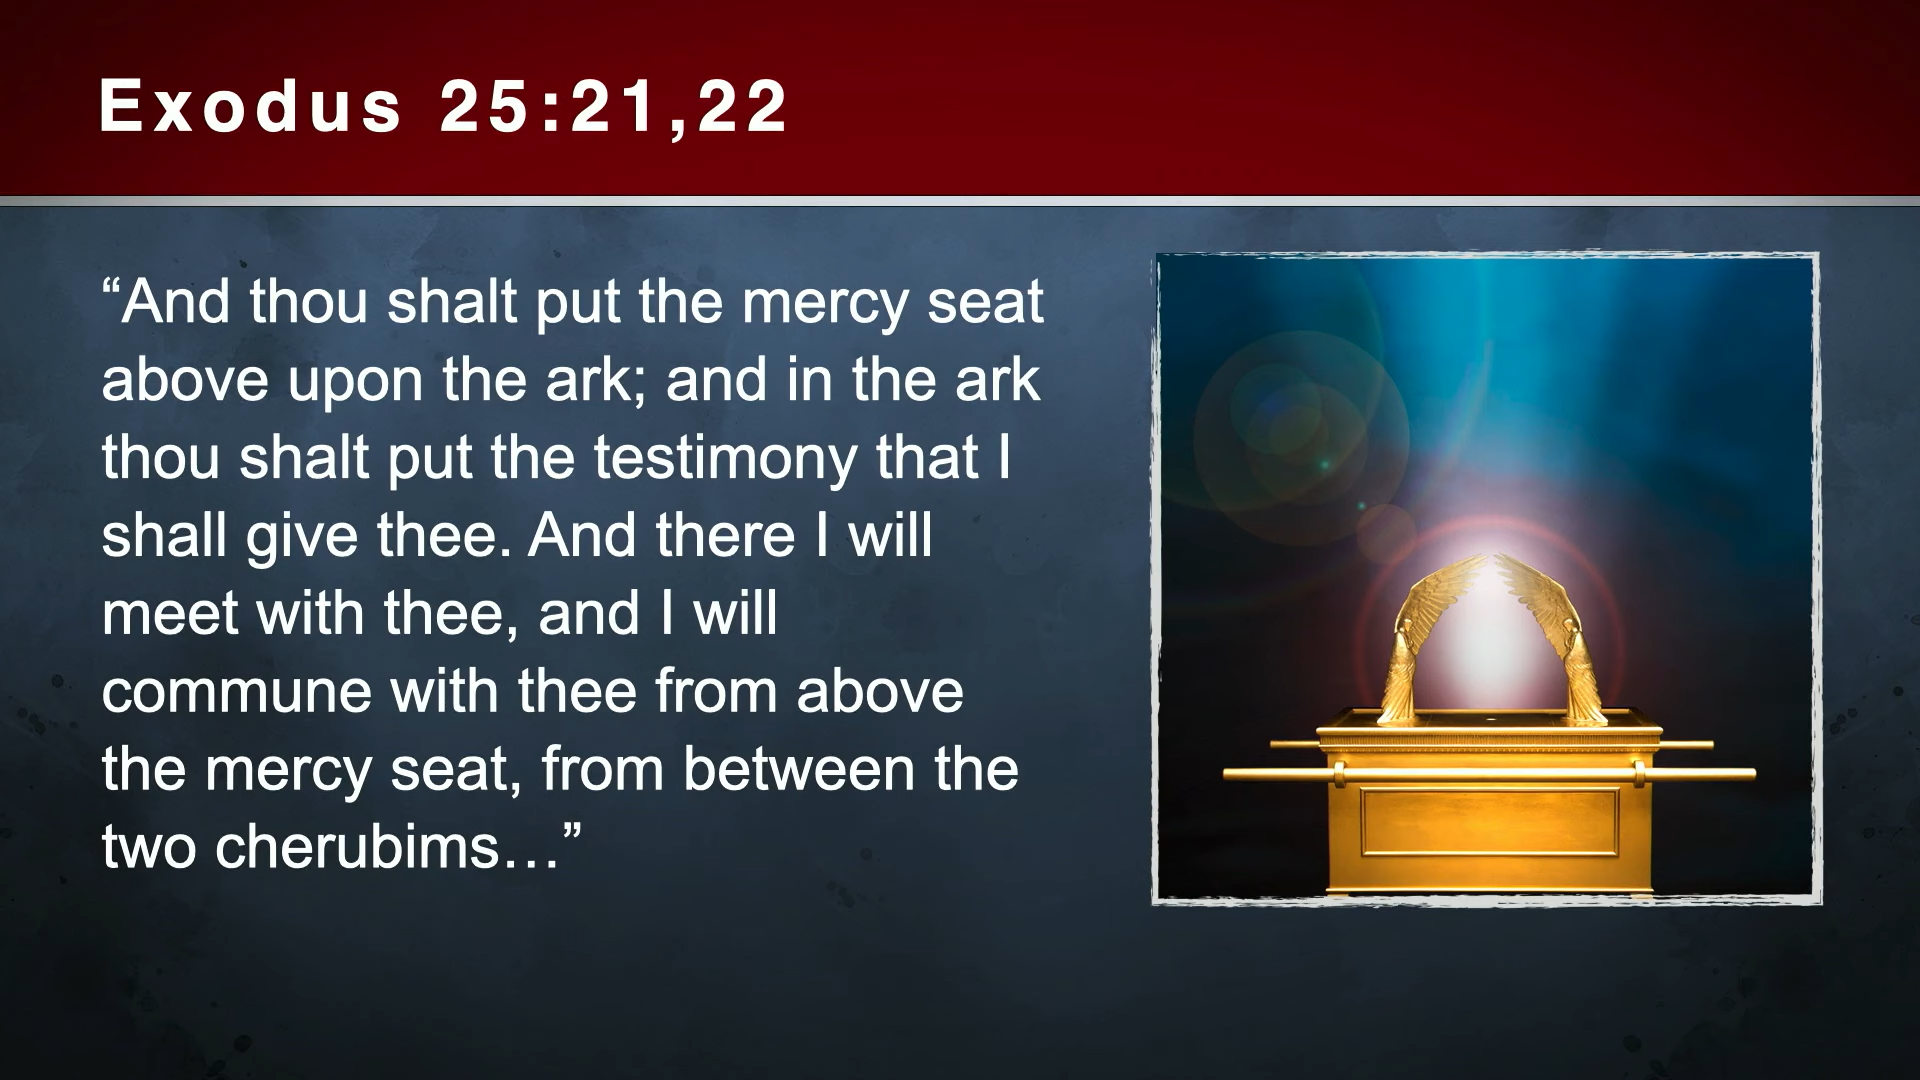 Exodus 25:21,22
“And thou shalt put the mercy seat
above upon the ark; and in the ark
thou shalt put the testimony that I
shall give thee. And there I will
meet with thee, and I will
commune with thee from above
the mercy seat, from between the
two cherubims…”